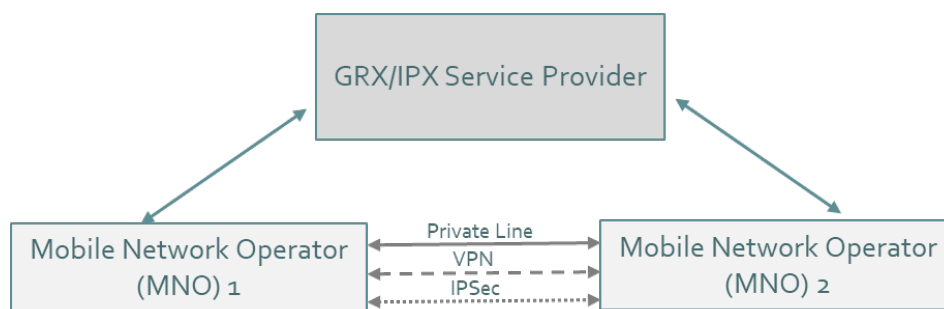 GRX/IPX Service Provider
Mobile Network Operator
(MNO) 1
Private Line
VPN
IPSec
Mobile Network Operator
(MNO) 2